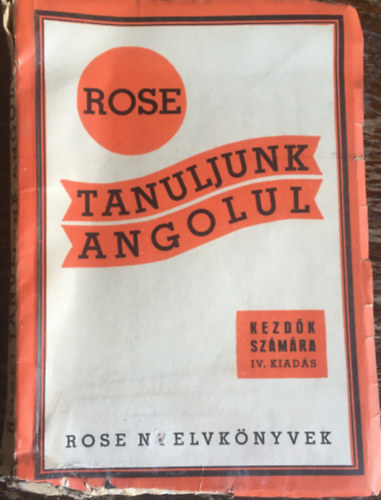 ROSE
TANULJUNK
ANGOLUL
KEZDŐK
SZÁMÁRA
IV. KIADÁS
ROSE NYELVKÖNYVEK